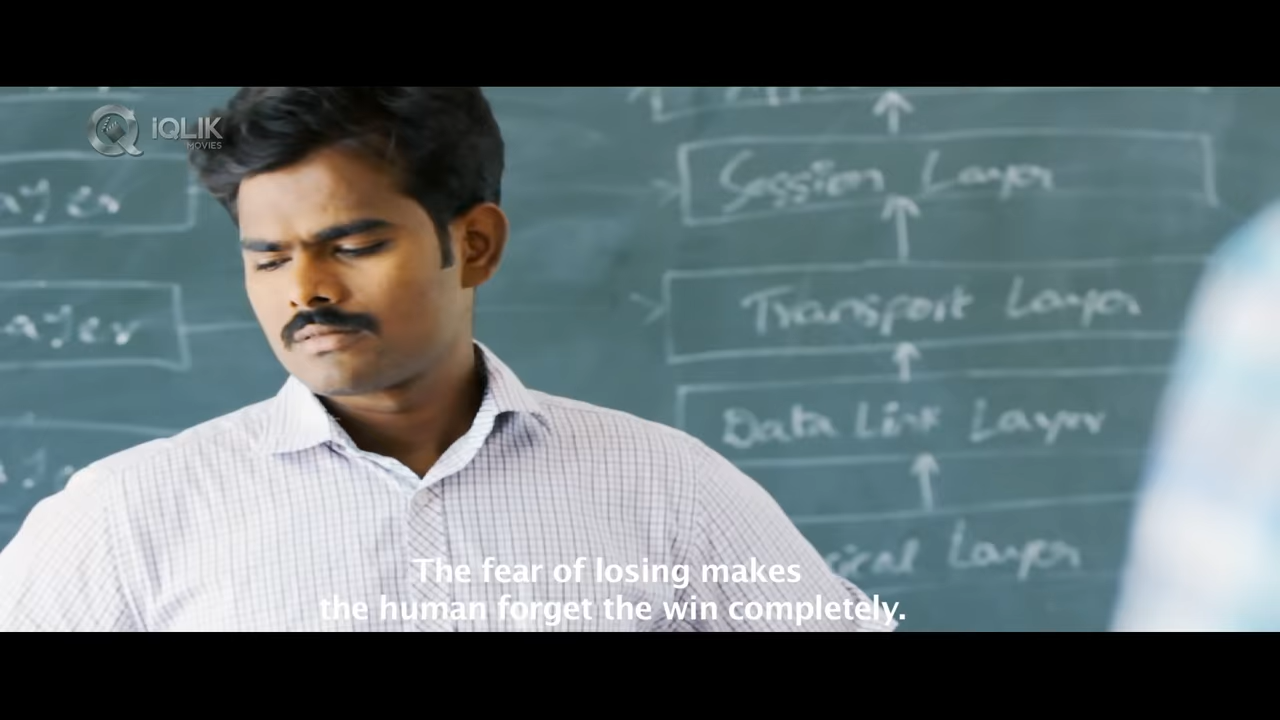 iQLIK
MOVIES
Session Layer
Transport Layer
Data Link Layer
Layer
The fear of losing makes
the human forget the win completely.